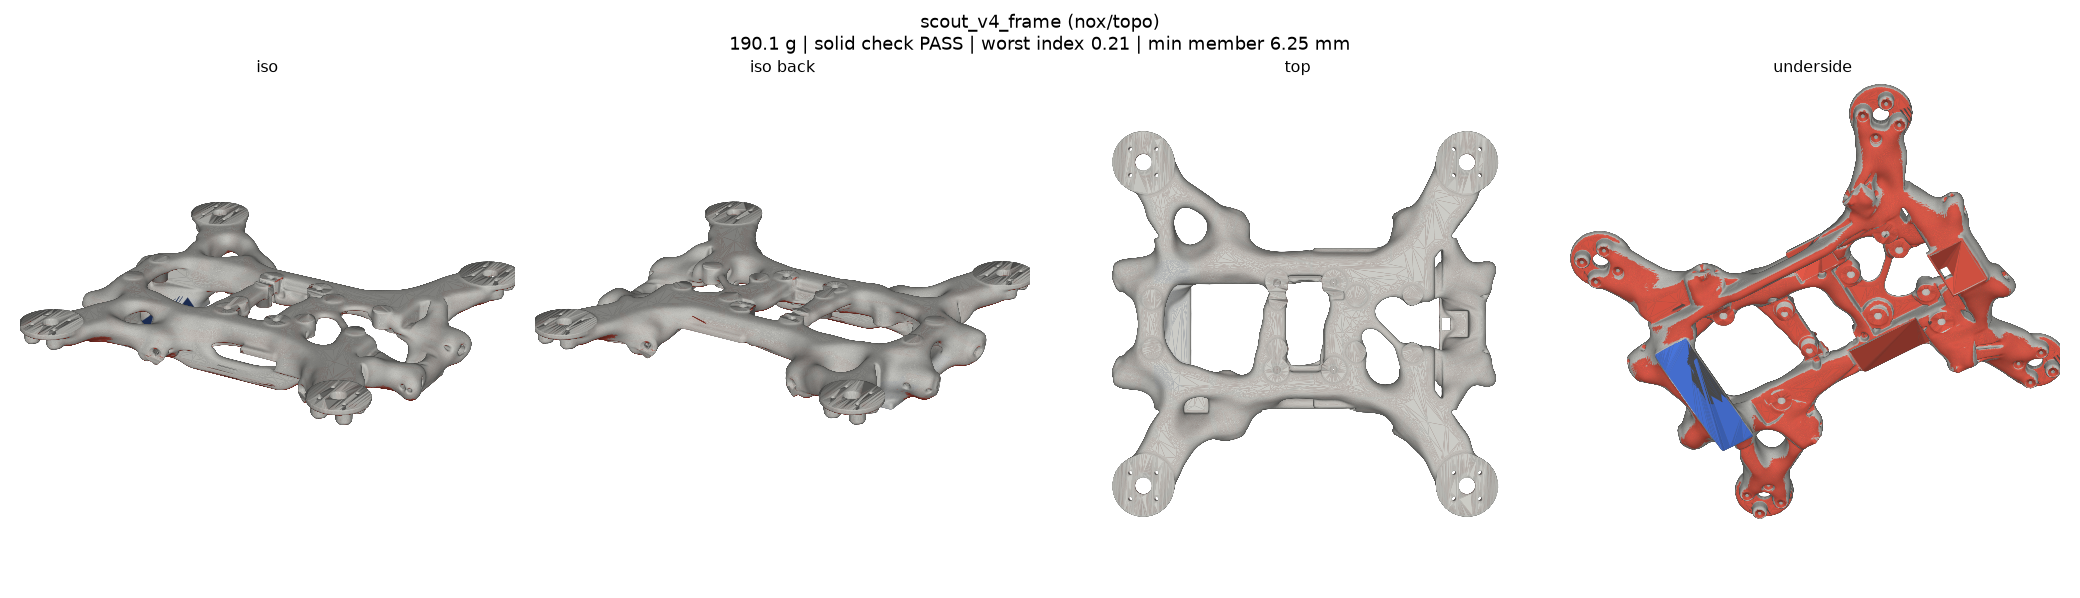 scout_v4_frame (nox/topo)
190.1 g | solid check PASS | worst index 0.21 | min member 6.25 mm
iso
iso back
top
underside